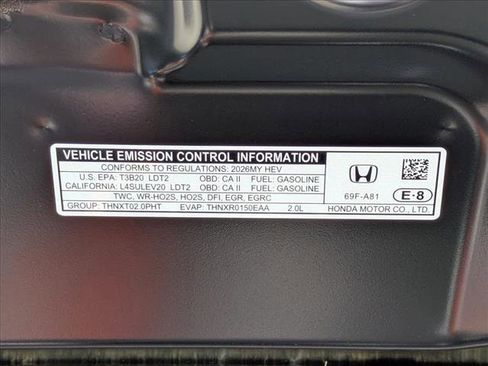 VEHICLE EMISSION CONTROL INFORMATION
CONFORMS TO REGULATIONS: 2026MY HEV
U.S. EPA: T3B20 LDT2 OBD: CA II FUEL: GASOLINE
CALIFORNIA: L4SULEV20 LDT2 OBD: CA II FUEL: GASOLINE
TWC, WR-HO2S, HO2S, DFI, EGR, EGRC
GROUP: THNXT02.0PHT EVAP: THNXR0150EAA 2.0L
69F-A81 E-8
HONDA MOTOR CO., LTD.